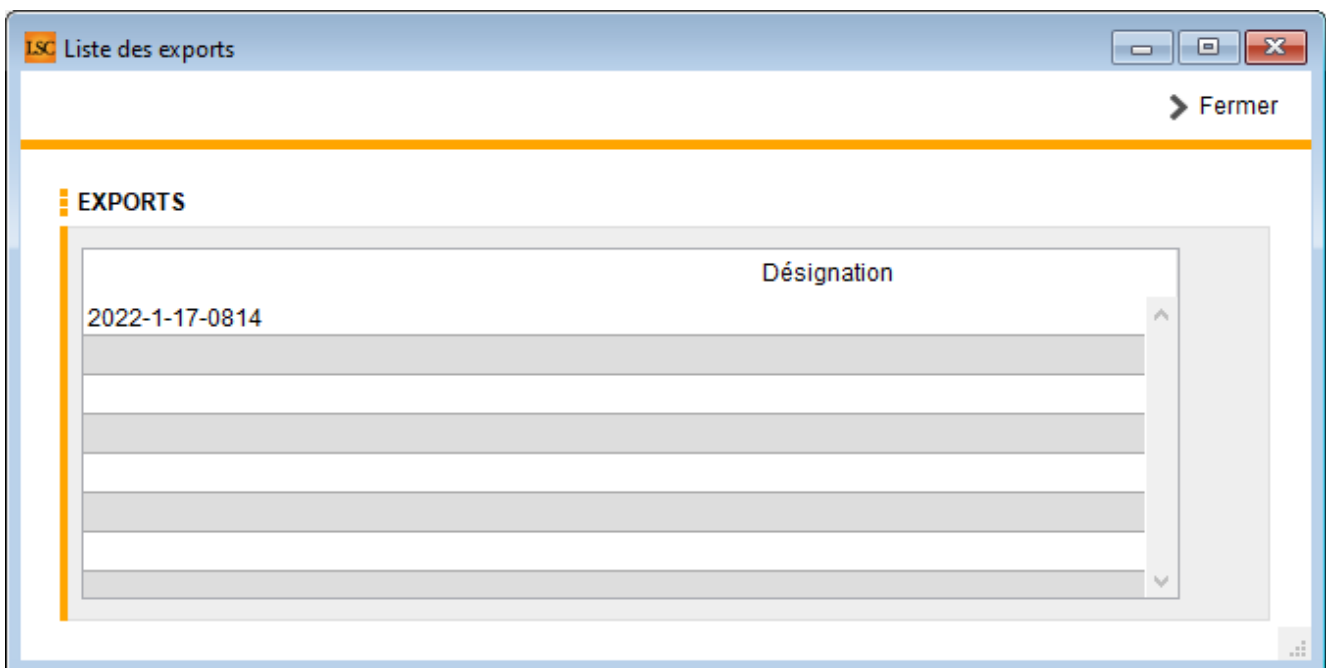 LSC Liste des exports
Fermer
EXPORTS
Désignation
2022-1-17-0814